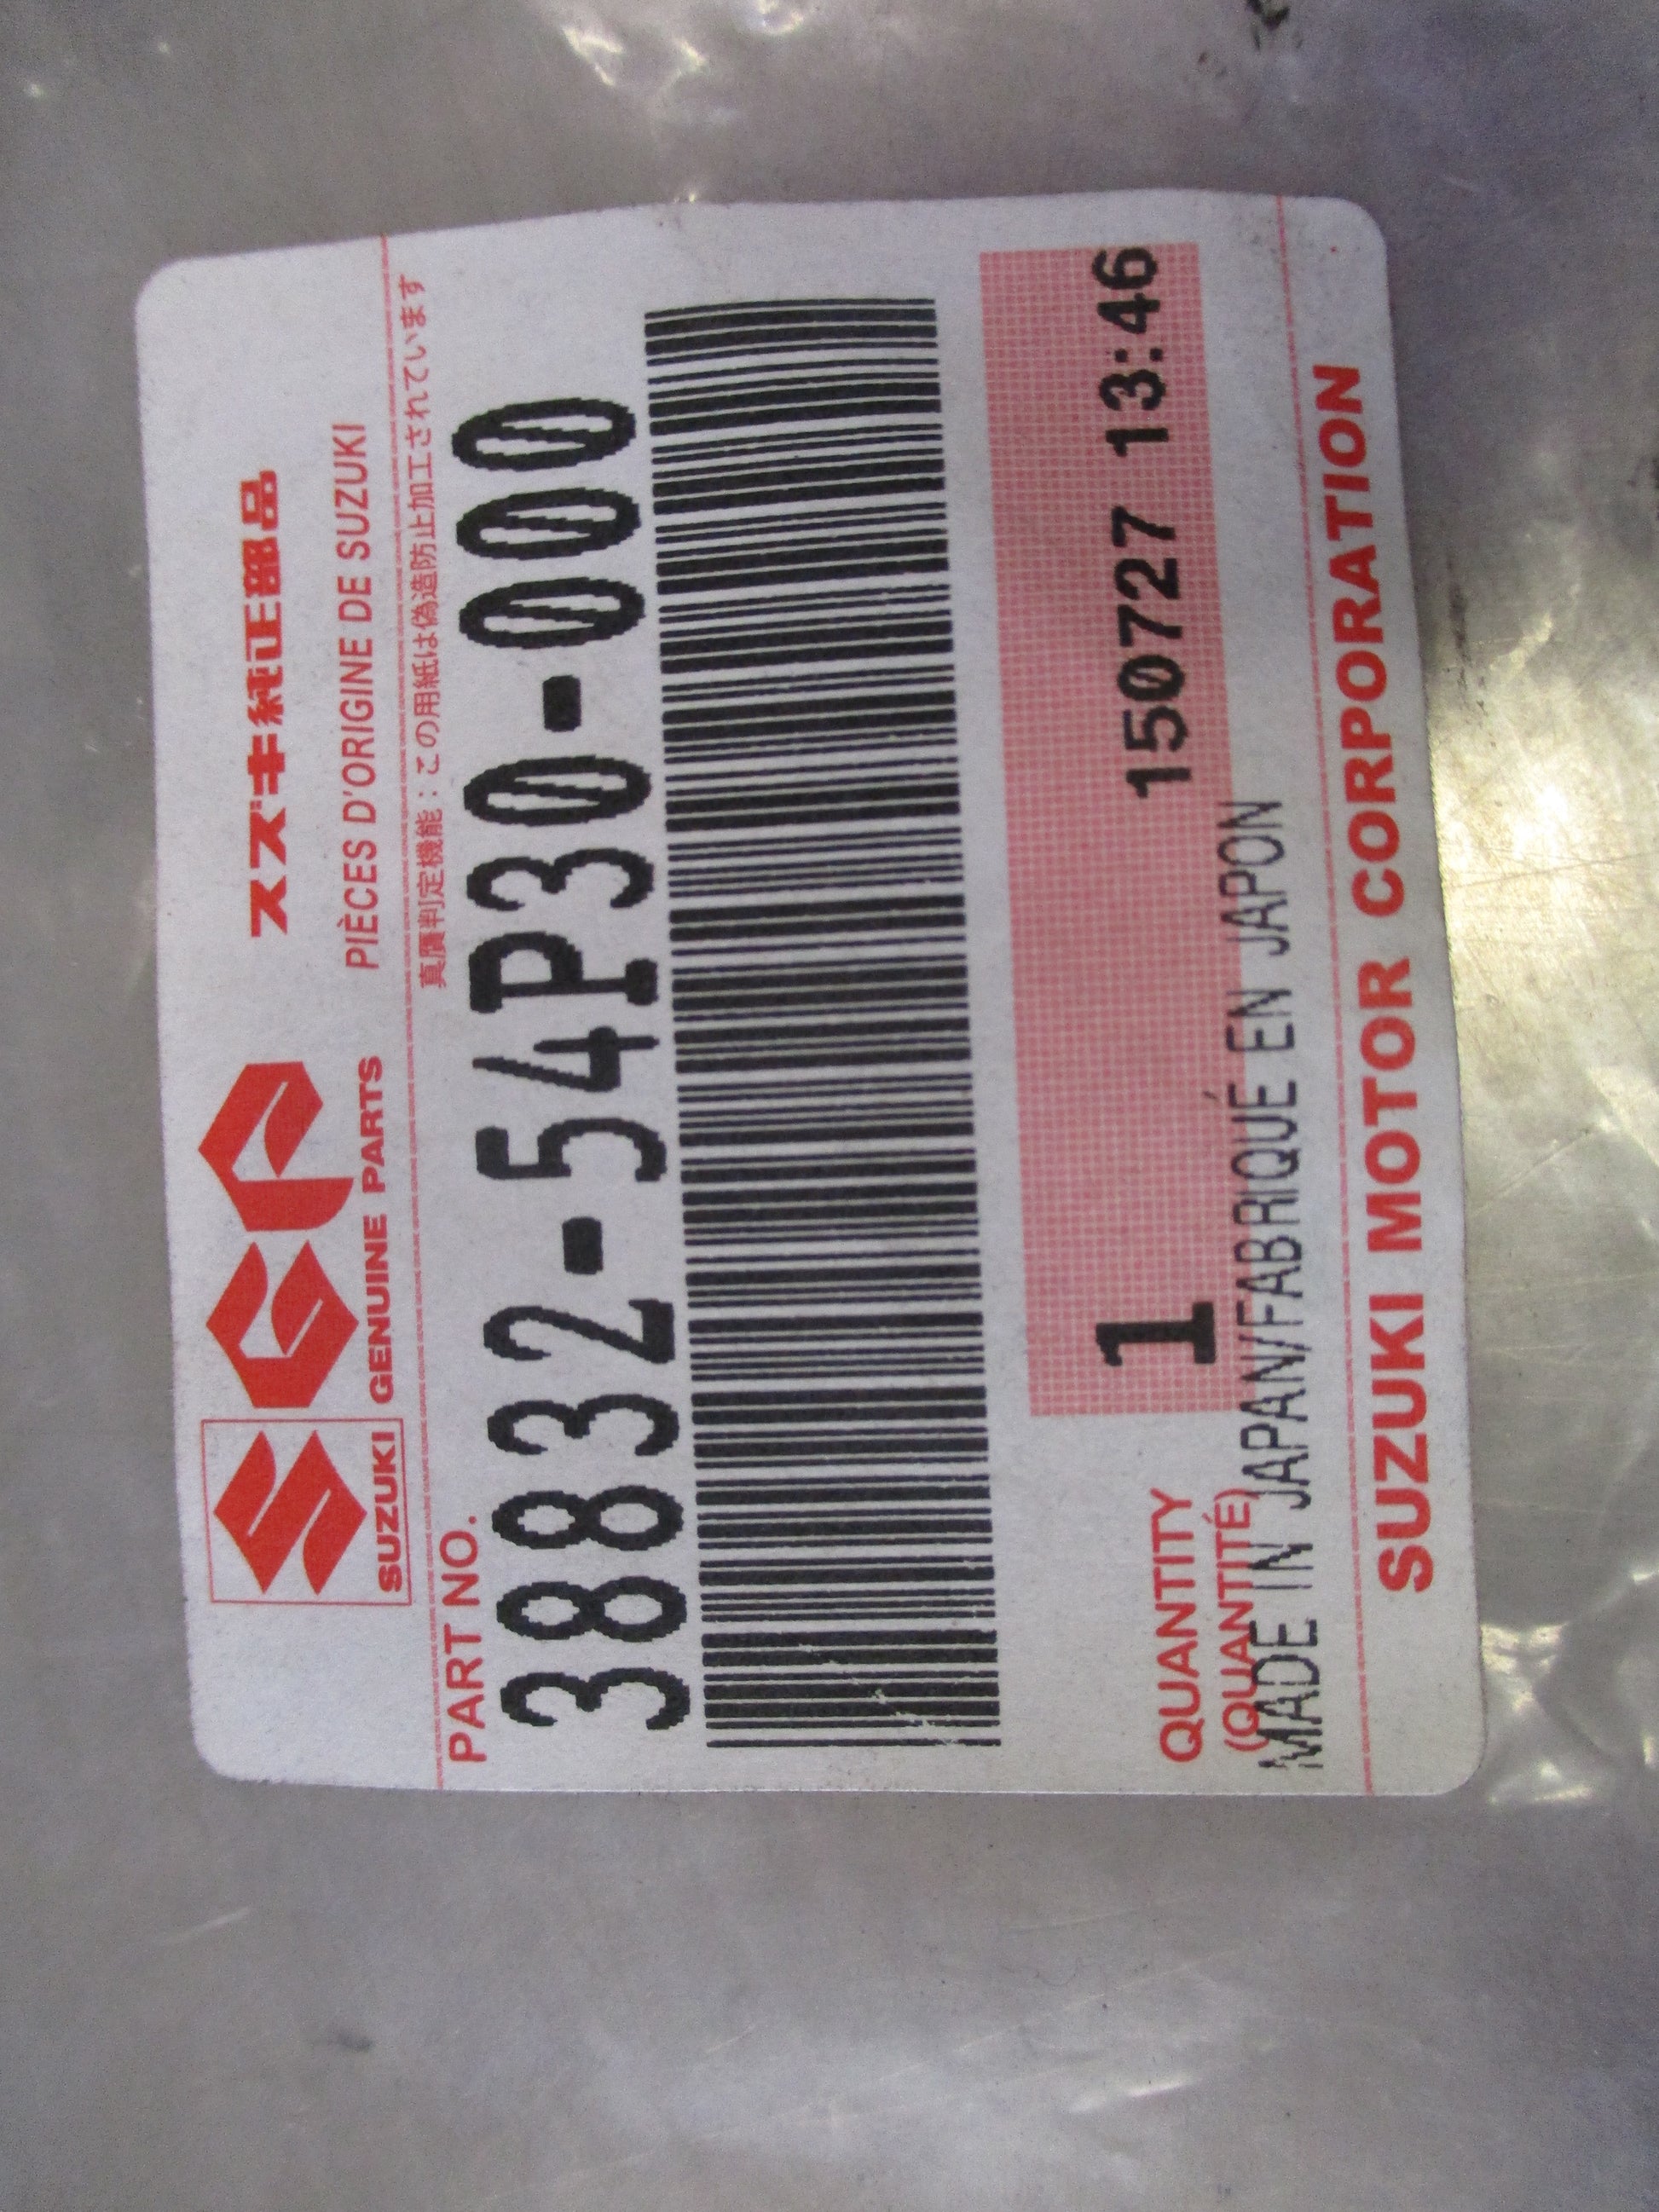 SUZUKI
SGP
GENUINE PARTS
スズキ純正部品
PIÈCES D'ORIGINE DE SUZUKI
真贋判定機能：この用紙は偽造防止加工されています
PART NO.
38832-54P30-000
QUANTITY
(QUANTITÉ)
1
150727 13:46
MADE IN JAPAN/FABRIQUÉ EN JAPON
SUZUKI MOTOR CORPORATION